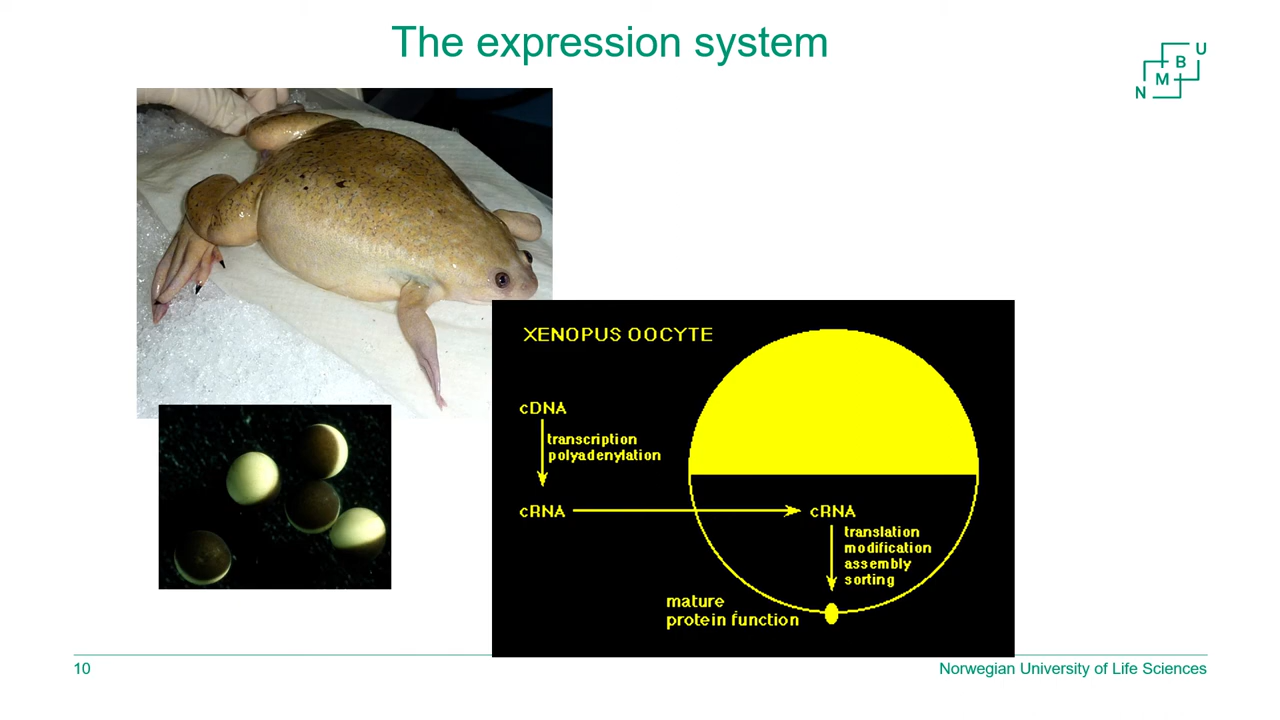 The expression system
N M B U
XENOPUS OOCYTE
cDNA
transcription
polyadenylation
cRNA
cRNA
translation
modification
assembly
sorting
mature
protein function
10
Norwegian University of Life Sciences